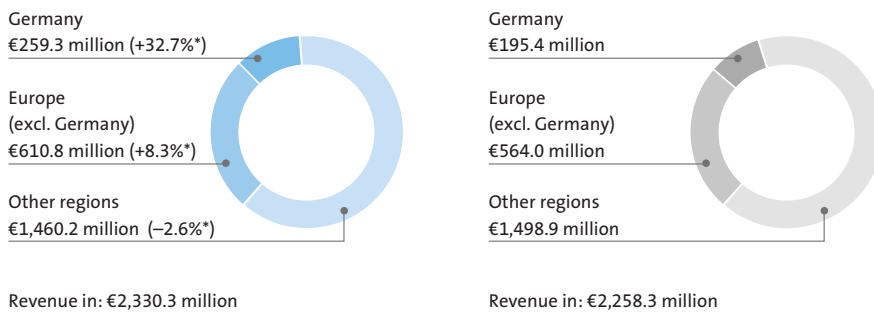 Germany
€259.3 million (+32.7%*)
Europe
(excl. Germany)
€610.8 million (+8.3%*)
Other regions
€1,460.2 million (–2.6%*)
Revenue in: €2,330.3 million
Germany
€195.4 million
Europe
(excl. Germany)
€564.0 million
Other regions
€1,498.9 million
Revenue in: €2,258.3 million